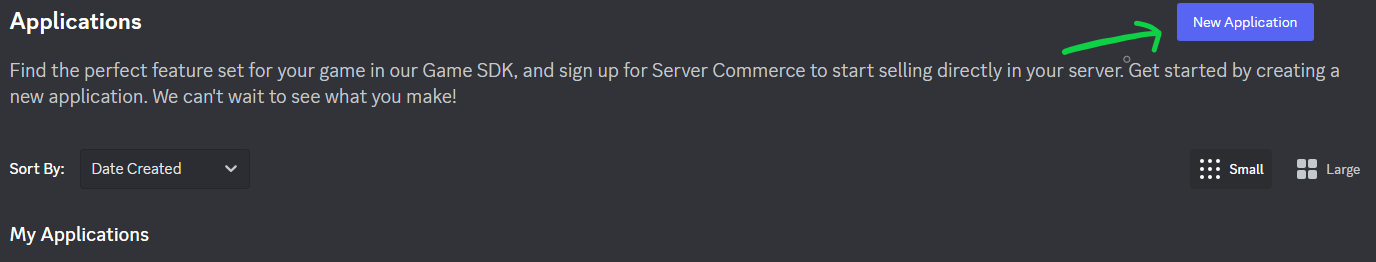 Applications
New Application
Find the perfect feature set for your game in our Game SDK, and sign up for Server Commerce to start selling directly in your server. Get started by creating a
new application. We can't wait to see what you make!
Sort By: Date Created Small Large
My Applications